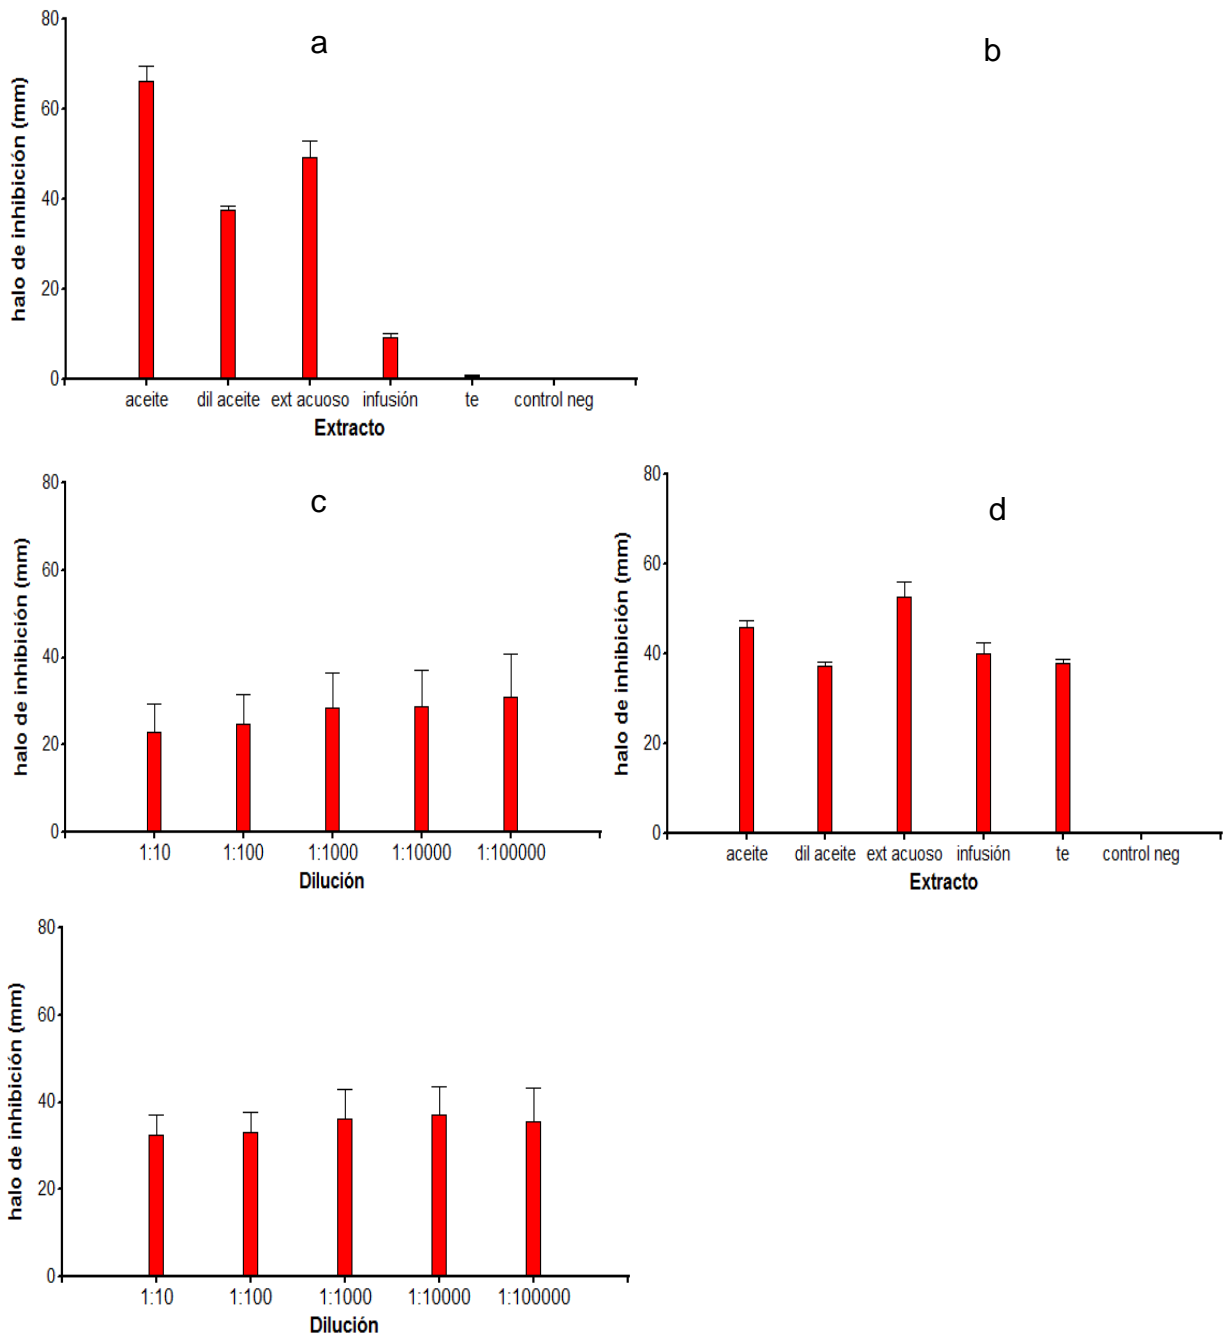 a
80
60
40
20
0
halo de inhibición (mm)
aceite dil aceite ext acuoso infusión te control neg
Extracto
b
c
80
60
40
20
0
halo de inhibición (mm)
1:10 1:100 1:1000 1:10000 1:100000
Dilución
d
80
60
40
20
0
halo de inhibición (mm)
aceite dil aceite ext acuoso infusión te control neg
Extracto
80
60
40
20
0
halo de inhibición (mm)
1:10 1:100 1:1000 1:10000 1:100000
Dilución